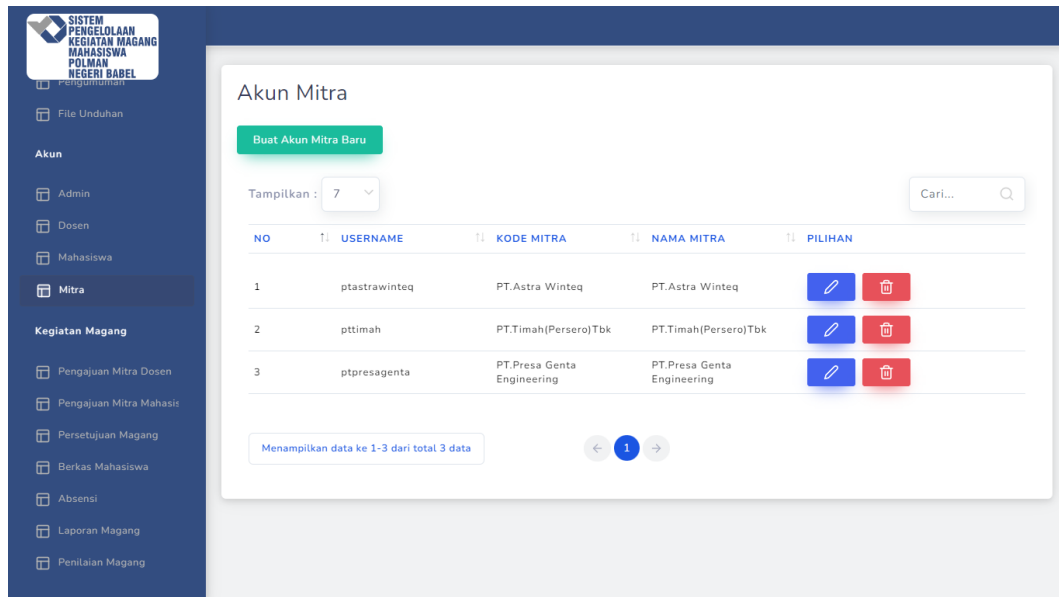 SISTEM
PENGELOLAAN
KEGIATAN MAGANG
MAHASISWA
POLMAN
NEGERI BABEL
Pengumuman
File Unduhan
Akun
Admin
Dosen
Mahasiswa
Mitra
Kegiatan Magang
Pengajuan Mitra Dosen
Pengajuan Mitra Mahasis
Persetujuan Magang
Berkas Mahasiswa
Absensi
Laporan Magang
Penilaian Magang
Akun Mitra
Buat Akun Mitra Baru
Tampilkan : 7
Cari...
NO USERNAME KODE MITRA NAMA MITRA PILIHAN
1 ptastrawinteq PT.Astra Winteq PT.Astra Winteq
2 pttimah PT.Timah(Persero)Tbk PT.Timah(Persero)Tbk
3 ptpresagenta PT.Presa Genta Engineering PT.Presa Genta Engineering
Menampilkan data ke 1-3 dari total 3 data
1